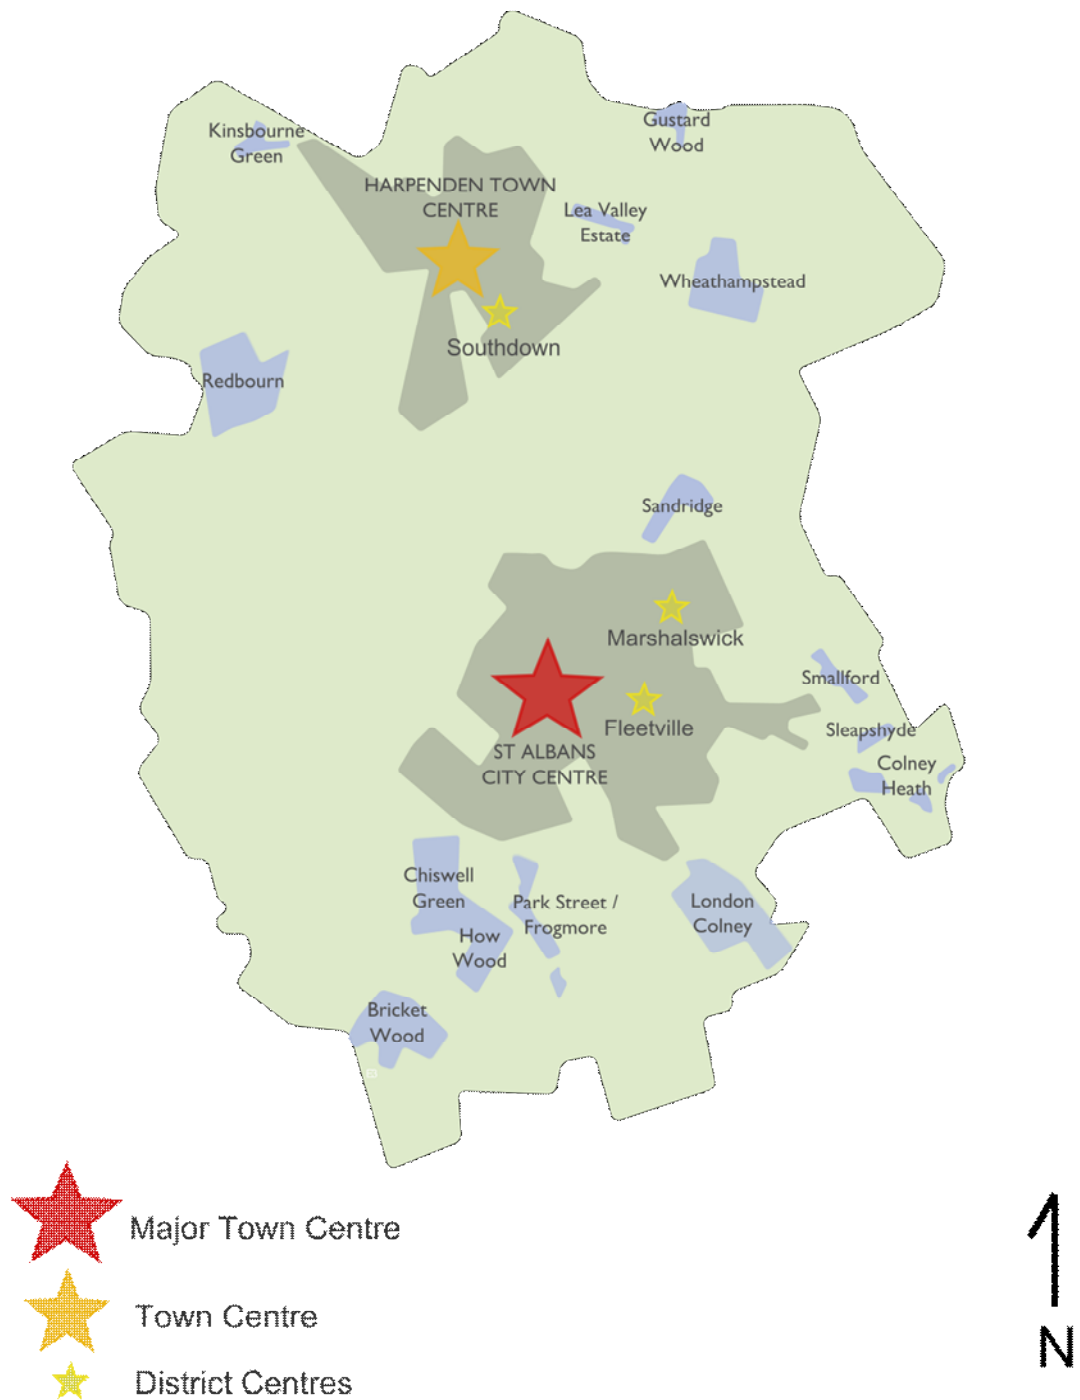 Kinsbourne
Green
Gustard
Wood
HARPENDEN TOWN
CENTRE
Lea Valley
Estate
Wheathampstead
Southdown
Redbourn
Sandridge
Marshalswick
Smallford
Fleetville
Sleapshyde
ST ALBANS
CITY CENTRE
Colney
Heath
Chiswell
Green
Park Street /
Frogmore
London
Colney
How
Wood
Bricket
Wood
Major Town Centre
Town Centre
District Centres
N